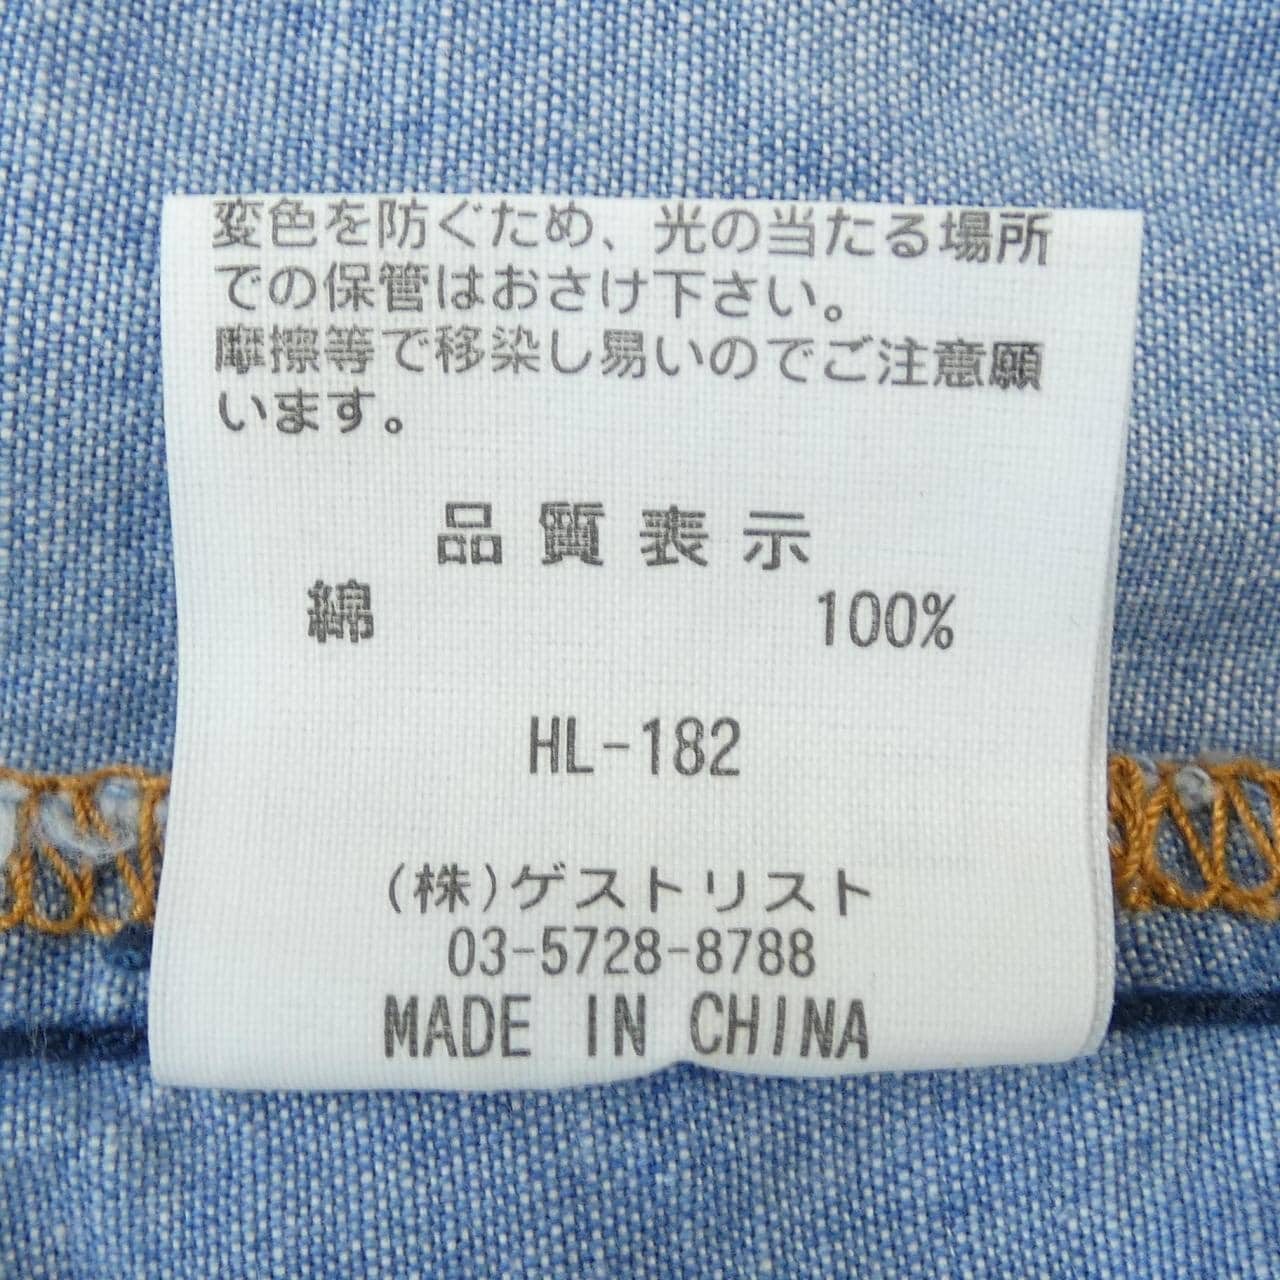 変色を防ぐため、光の当たる場所
での保管はおさけ下さい。
摩擦等で移染し易いのでご注意願
います。
品質表示
綿 100%
HL-182
(株)ゲストリスト
03-5728-8788
MADE IN CHINA